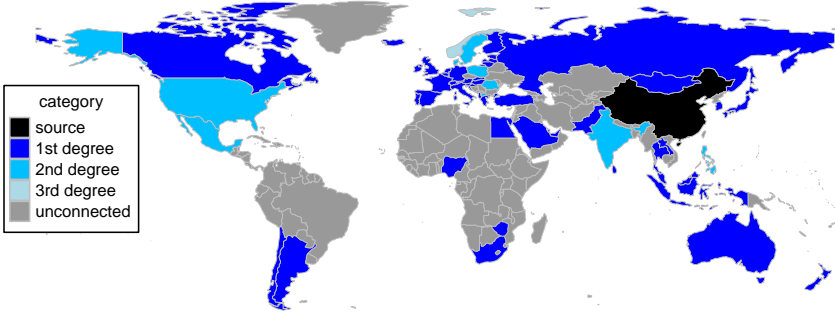 category
source
1st degree
2nd degree
3rd degree
unconnected